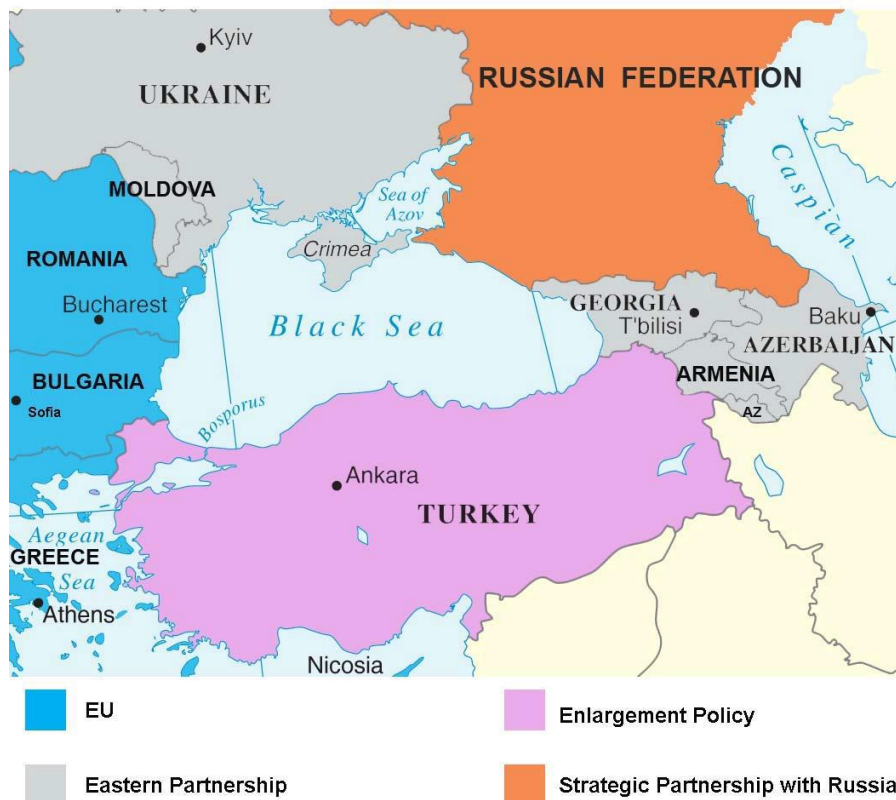 Kyiv
UKRAINE
RUSSIAN FEDERATION
MOLDOVA
Sea of
Azov
Caspian
Crimea
ROMANIA
Bucharest
Black Sea
GEORGIA
T'bilisi
Baku
AZERBAIJAN
BULGARIA
Sofia
ARMENIA
AZ
Bosporus
Ankara
TURKEY
Aegean
GREECE
Sea
Athens
Nicosia
EU
Enlargement Policy
Eastern Partnership
Strategic Partnership with Russia